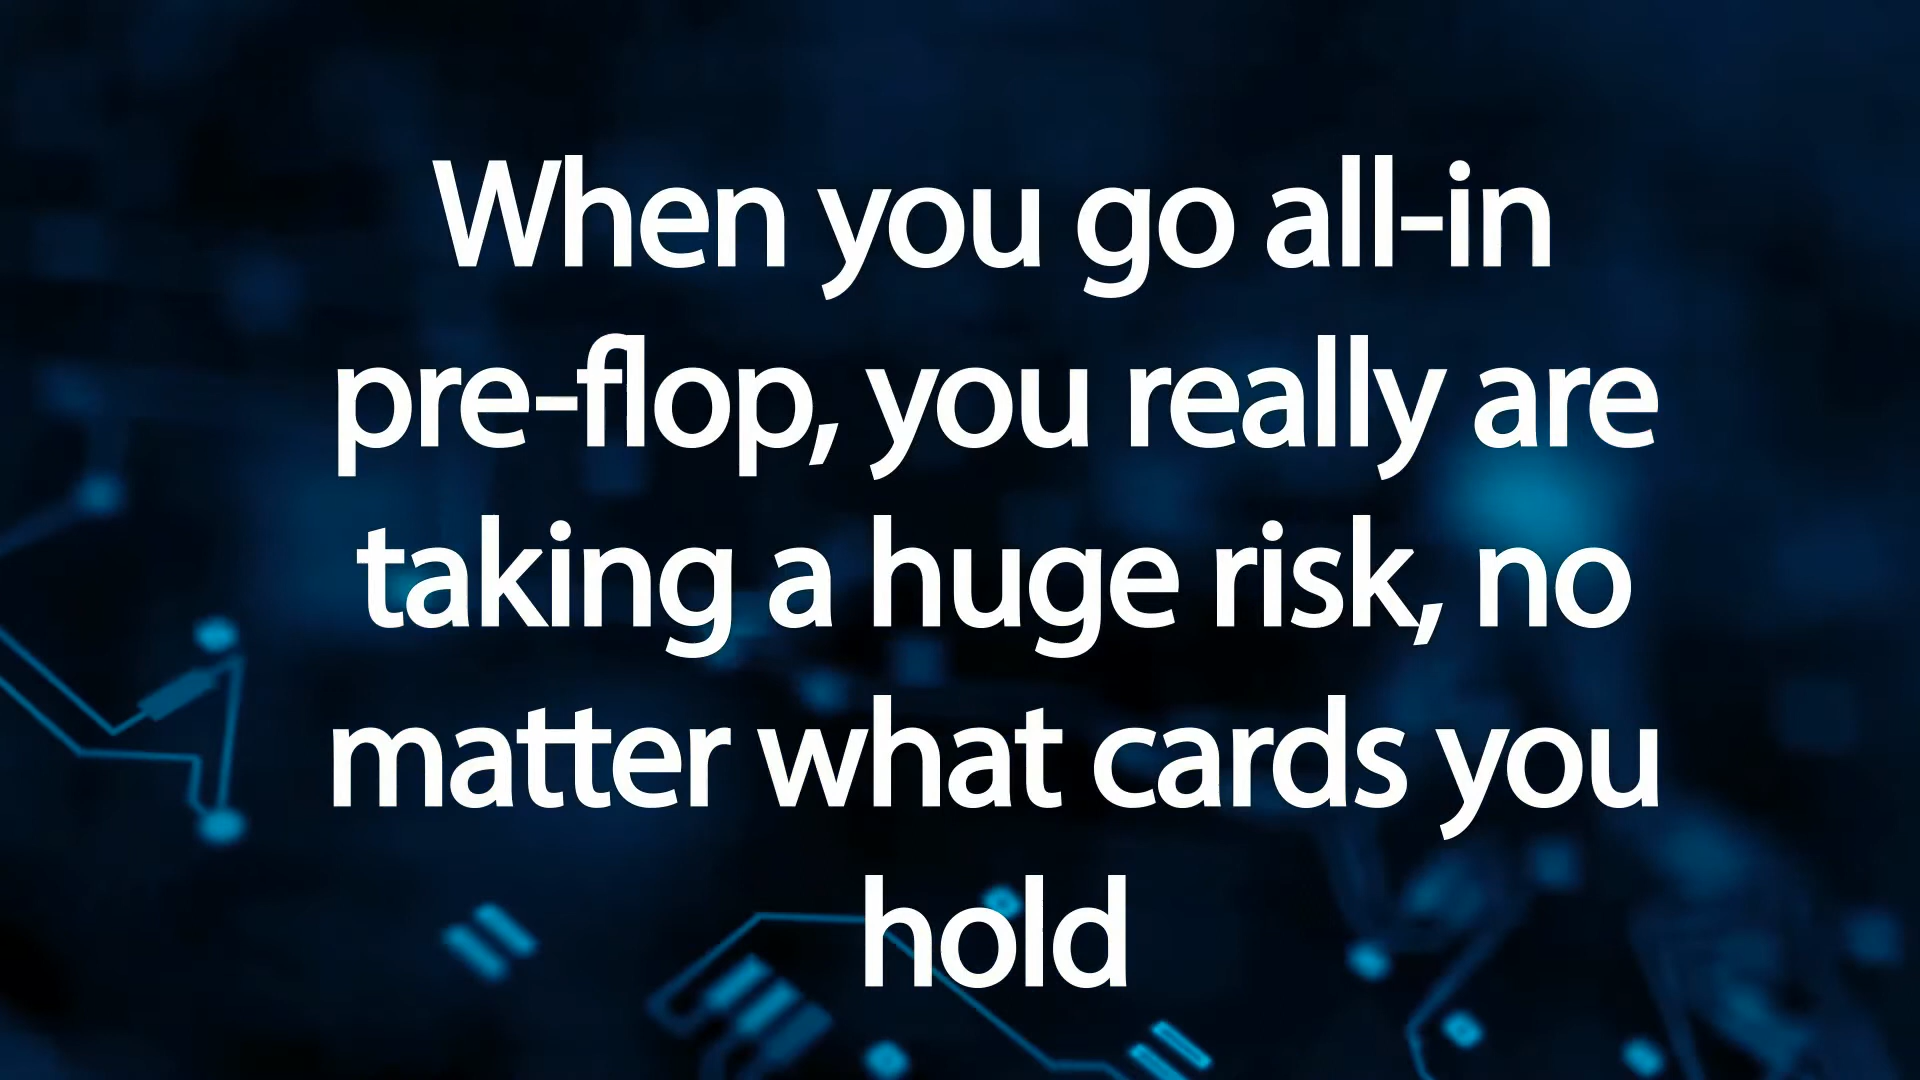 When you go all-in
pre-flop, you really are
taking a huge risk, no
matter what cards you
hold